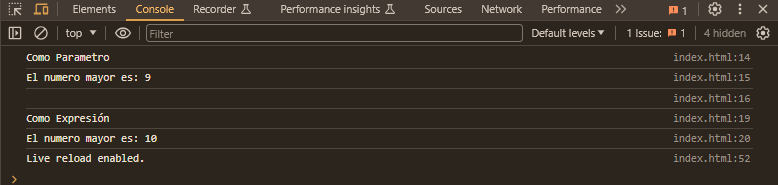 Elements Console Recorder Performance insights Sources Network Performance 1
top Filter Default levels 1 Issue: 1 4 hidden
Como Parametro index.html:14
El numero mayor es: 9 index.html:15
index.html:16
Como Expresión index.html:19
El numero mayor es: 10 index.html:20
Live reload enabled. index.html:52